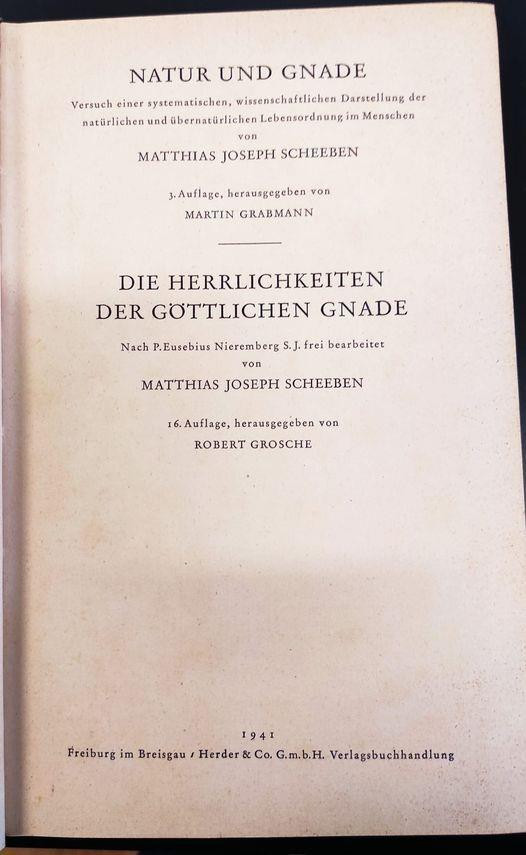 NATUR UND GNADE
Versuch einer systematischen, wissenschaftlichen Darstellung der
natürlichen und übernatürlichen Lebensordnung im Menschen
von
MATTHIAS JOSEPH SCHEEBEN
3. Auflage, herausgegeben von
MARTIN GRABMANN
DIE HERRLICHKEITEN
DER GÖTTLICHEN GNADE
Nach P. Eusebius Nieremberg S. J. frei bearbeitet
von
MATTHIAS JOSEPH SCHEEBEN
16. Auflage, herausgegeben von
ROBERT GROSCHE
1941
Freiburg im Breisgau / Herder & Co. G.m.b.H. Verlagsbuchhandlung